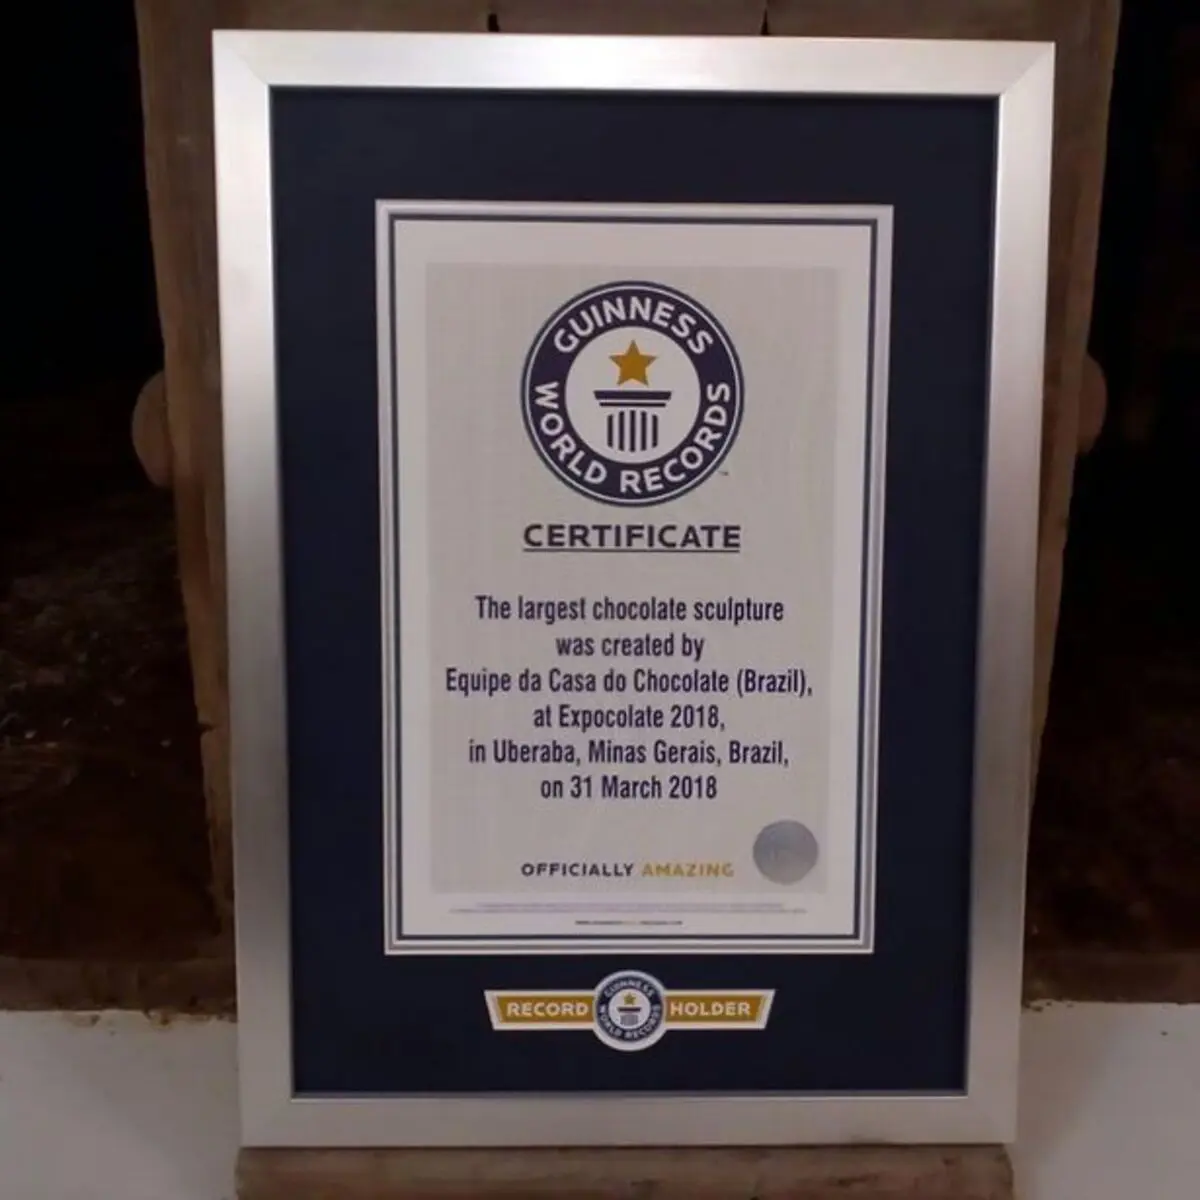 GUINNESS
WORLD RECORDS
CERTIFICATE
The largest chocolate sculpture
was created by
Equipe da Casa do Chocolate (Brazil),
at Expocolate 2018,
in Uberaba, Minas Gerais, Brazil,
on 31 March 2018
OFFICIALLY AMAZING
RECORD HOLDER
GUINNESS
WORLD RECORDS